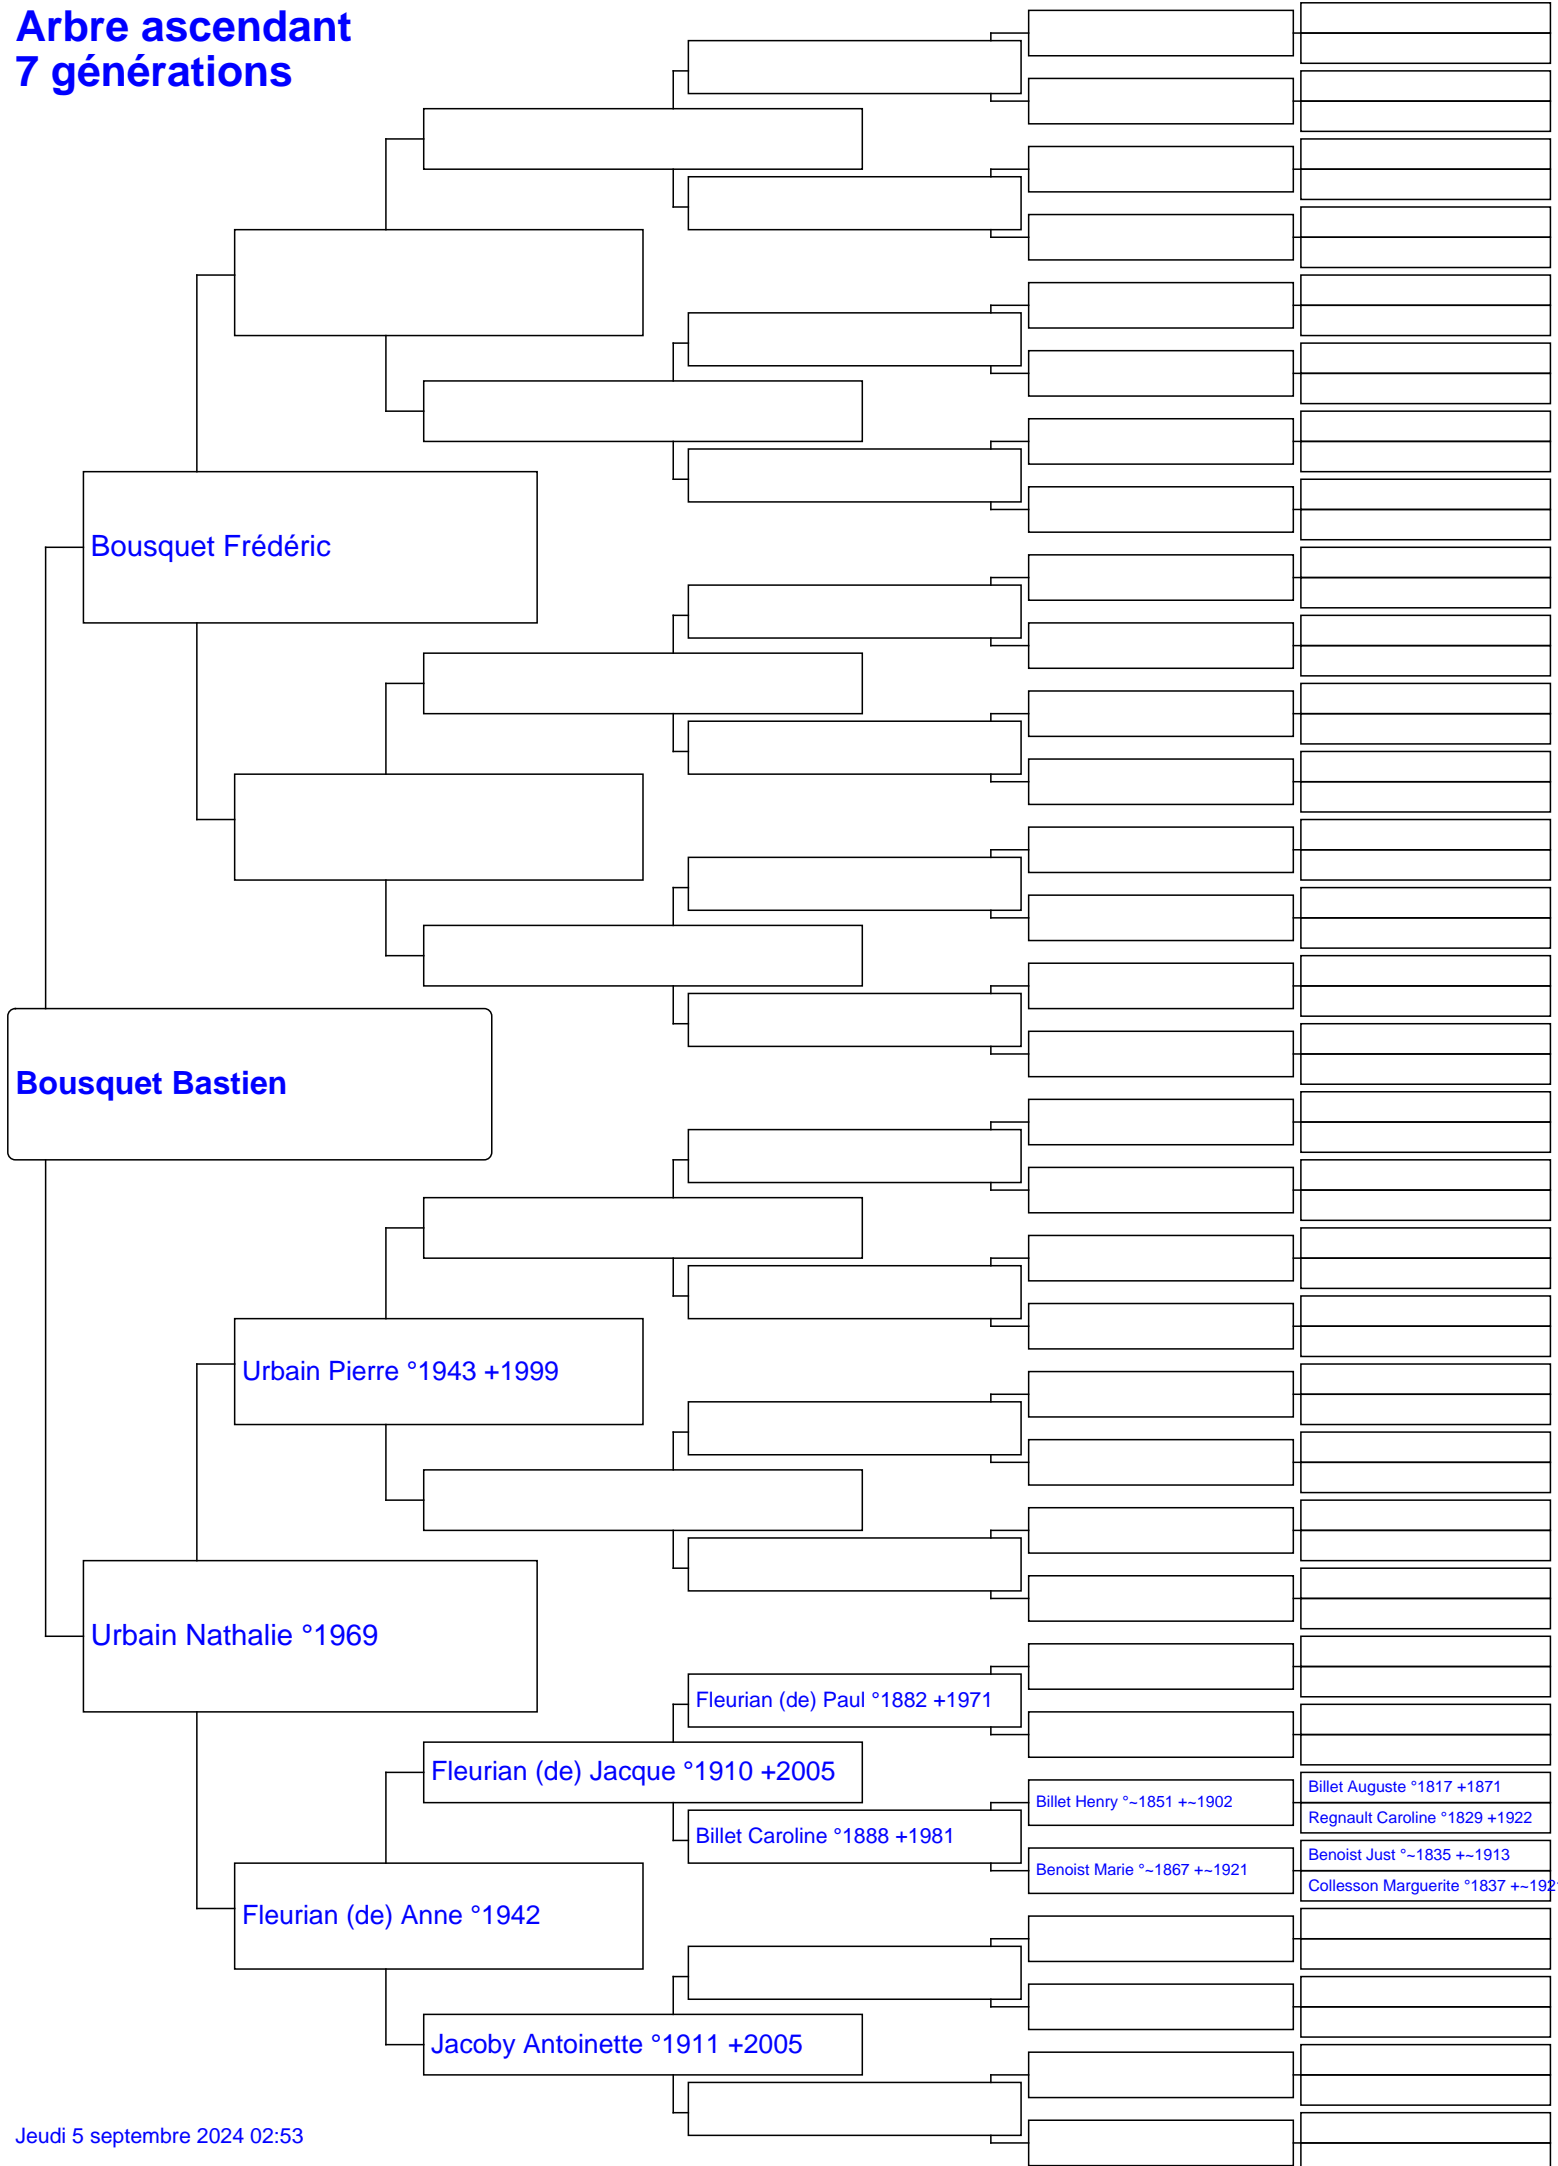 Arbre ascendant
7 générations
Bousquet Frédéric
Bousquet Bastien
Urbain Pierre °1943 +1999
Urbain Nathalie °1969
Fleurian (de) Paul °1882 +1971
Fleurian (de) Jacque °1910 +2005
Billet Auguste °1817 +1871
Billet Henry °~1851 +~1902
Regnault Caroline °1829 +1922
Billet Caroline °1888 +1981
Benoist Just °~1835 +~1913
Benoist Marie °~1867 +~1921
Collesson Marguerite °1837
Fleurian (de) Anne °1942
Jacoby Antoinette °1911 +2005
Jeudi 5 septembre 2024 02:53